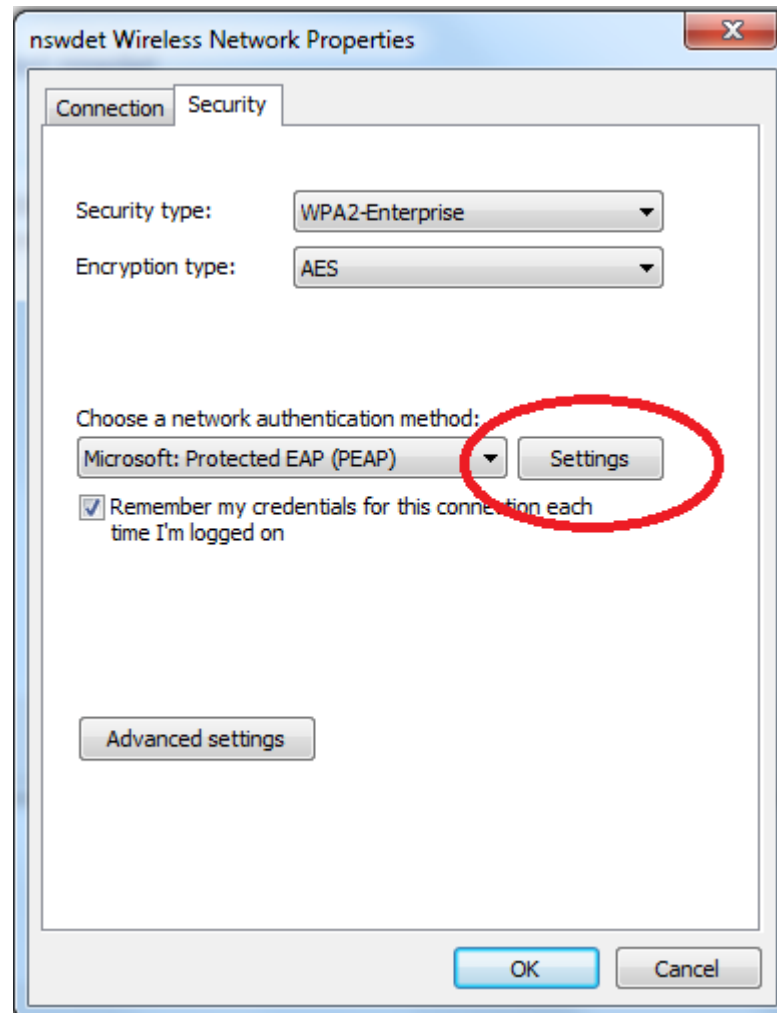 nswdet Wireless Network Properties
Connection Security
Security type: WPA2-Enterprise
Encryption type: AES
Choose a network authentication method:
Microsoft: Protected EAP (PEAP) Settings
Remember my credentials for this connection each
time I'm logged on
Advanced settings
OK Cancel